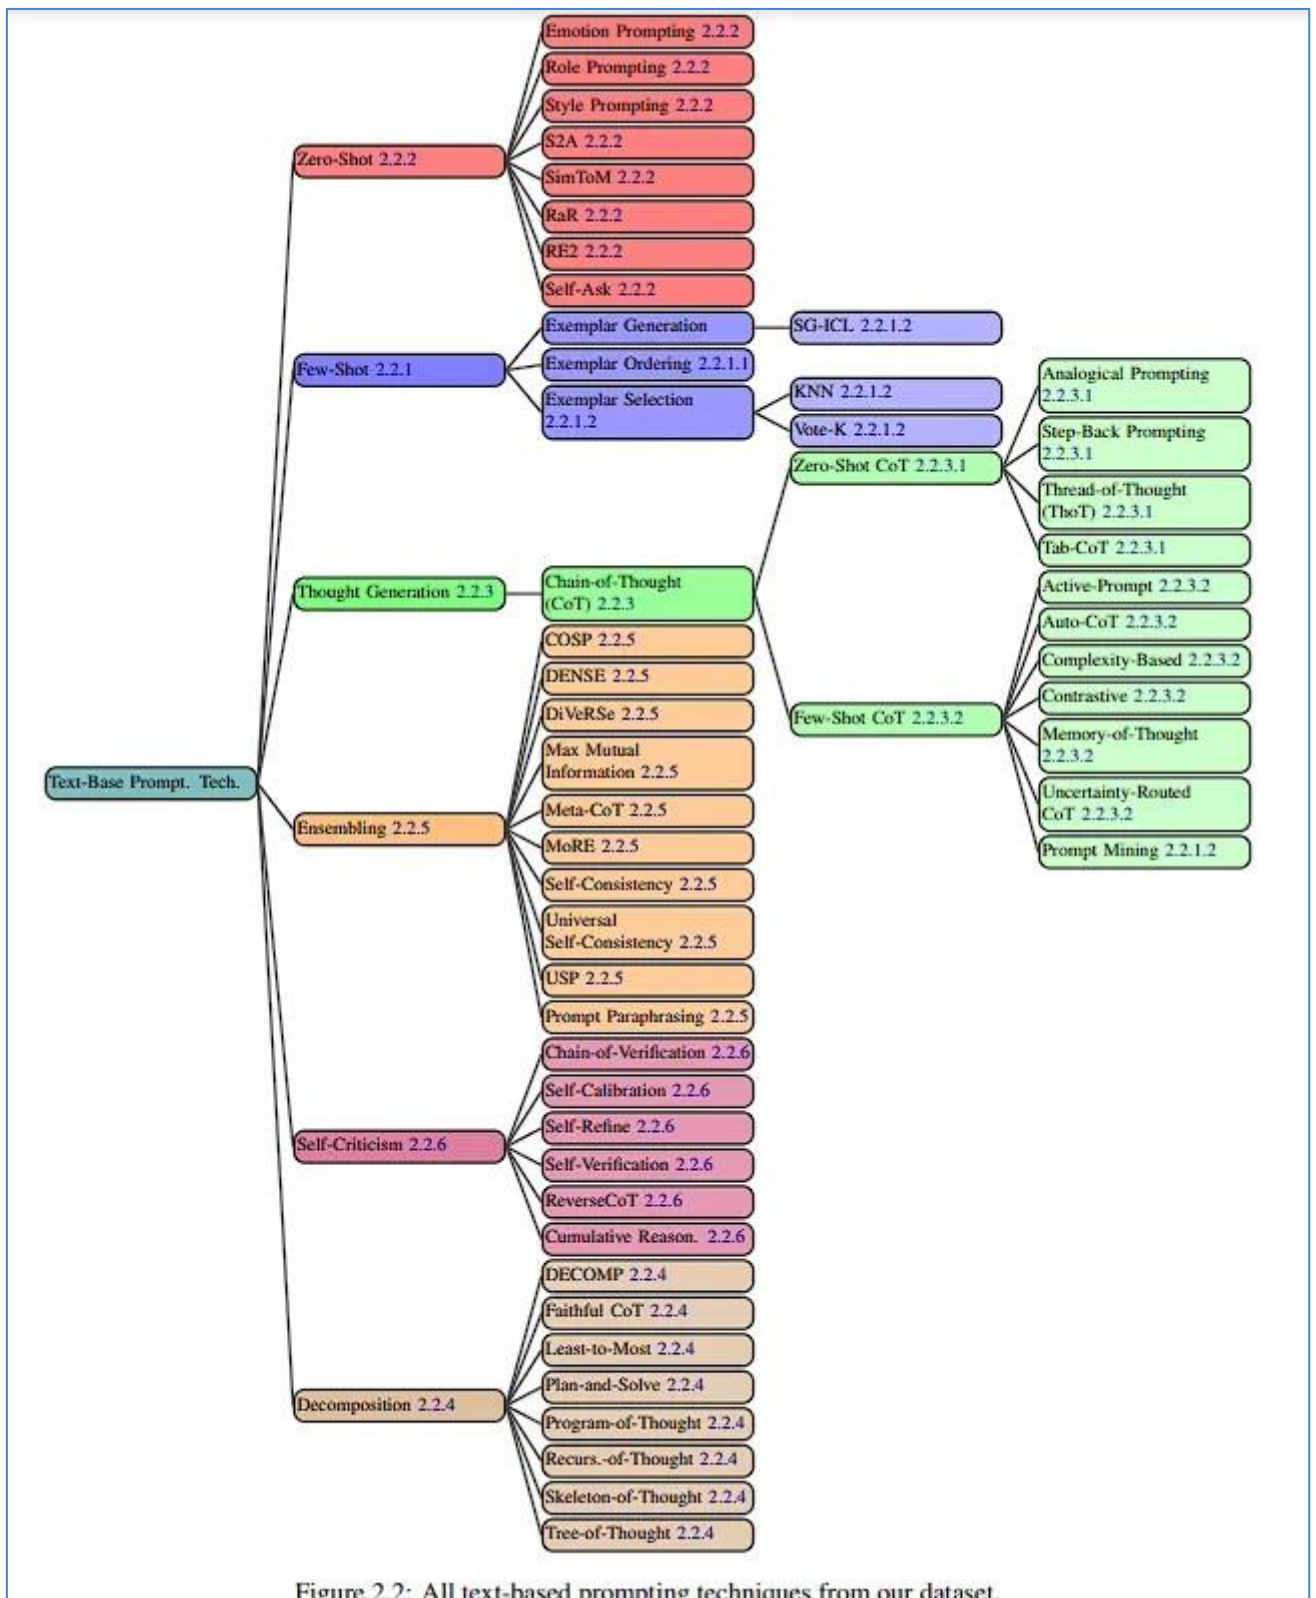 Text-Base Prompt. Tech.
Zero-Shot 2.2.2
Emotion Prompting 2.2.2
Role Prompting 2.2.2
Style Prompting 2.2.2
S2A 2.2.2
SimToM 2.2.2
RaR 2.2.2
RE2 2.2.2
Self-Ask 2.2.2
Few-Shot 2.2.1
Exemplar Generation
SG-ICL 2.2.1.2
Exemplar Ordering 2.2.1.1
Exemplar Selection
2.2.1.2
KNN 2.2.1.2
Vote-K 2.2.1.2
Thought Generation 2.2.3
Chain-of-Thought
(CoT) 2.2.3
Zero-Shot CoT 2.2.3.1
Analogical Prompting
2.2.3.1
Step-Back Prompting
2.2.3.1
Thread-of-Thought
(ThoT) 2.2.3.1
Tab-CoT 2.2.3.1
Few-Shot CoT 2.2.3.2
Active-Prompt 2.2.3.2
Auto-CoT 2.2.3.2
Complexity-Based 2.2.3.2
Contrastive 2.2.3.2
Memory-of-Thought
2.2.3.2
Uncertainty-Routed
CoT 2.2.3.2
Prompt Mining 2.2.1.2
Ensembling 2.2.5
COSP 2.2.5
DENSE 2.2.5
DiVeRSe 2.2.5
Max Mutual
Information 2.2.5
Meta-CoT 2.2.5
MoRE 2.2.5
Self-Consistency 2.2.5
Universal
Self-Consistency 2.2.5
USP 2.2.5
Prompt Paraphrasing 2.2.5
Self-Criticism 2.2.6
Chain-of-Verification 2.2.6
Self-Calibration 2.2.6
Self-Refine 2.2.6
Self-Verification 2.2.6
ReverseCoT 2.2.6
Cumulative Reason. 2.2.6
Decomposition 2.2.4
DECOMP 2.2.4
Faithful CoT 2.2.4
Least-to-Most 2.2.4
Plan-and-Solve 2.2.4
Program-of-Thought 2.2.4
Recurs.-of-Thought 2.2.4
Skeleton-of-Thought 2.2.4
Tree-of-Thought 2.2.4
Figure 2.2: All text-based prompting techniques from our dataset.